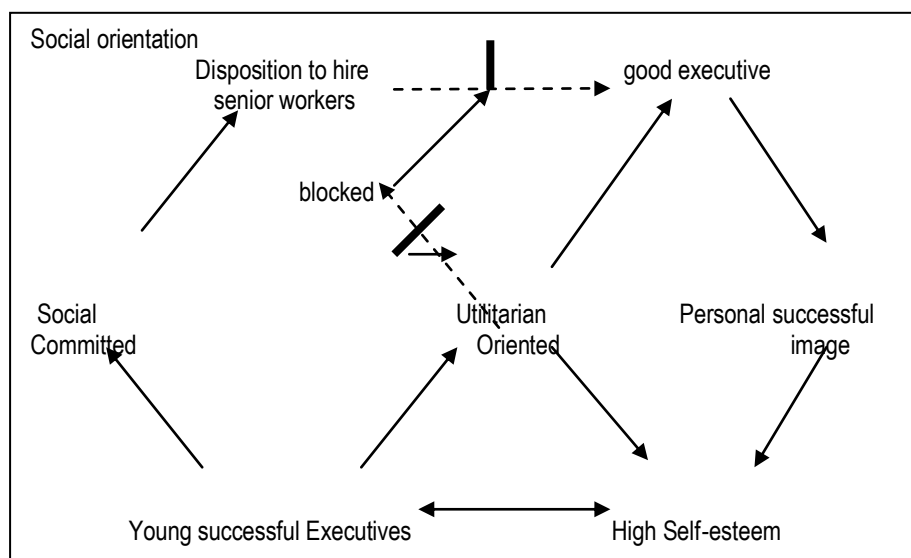 Social orientation
Disposition to hire
senior workers
good executive
blocked
Social
Committed
Utilitarian
Oriented
Personal successful
image
Young successful Executives
High Self-esteem